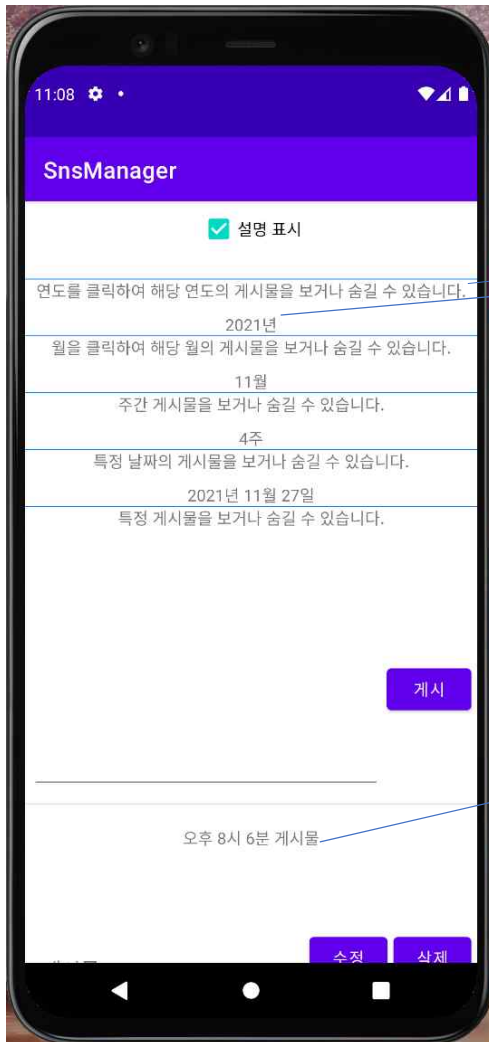 11:08
SnsManager
설명 표시
연도를 클릭하여 해당 연도의 게시물을 보거나 숨길 수 있습니다.
2021년
월을 클릭하여 해당 월의 게시물을 보거나 숨길 수 있습니다.
11월
주간 게시물을 보거나 숨길 수 있습니다.
4주
특정 날짜의 게시물을 보거나 숨길 수 있습니다.
2021년 11월 27일
특정 게시물을 보거나 숨길 수 있습니다.
게시
오후 8시 6분 게시물
수정 삭제